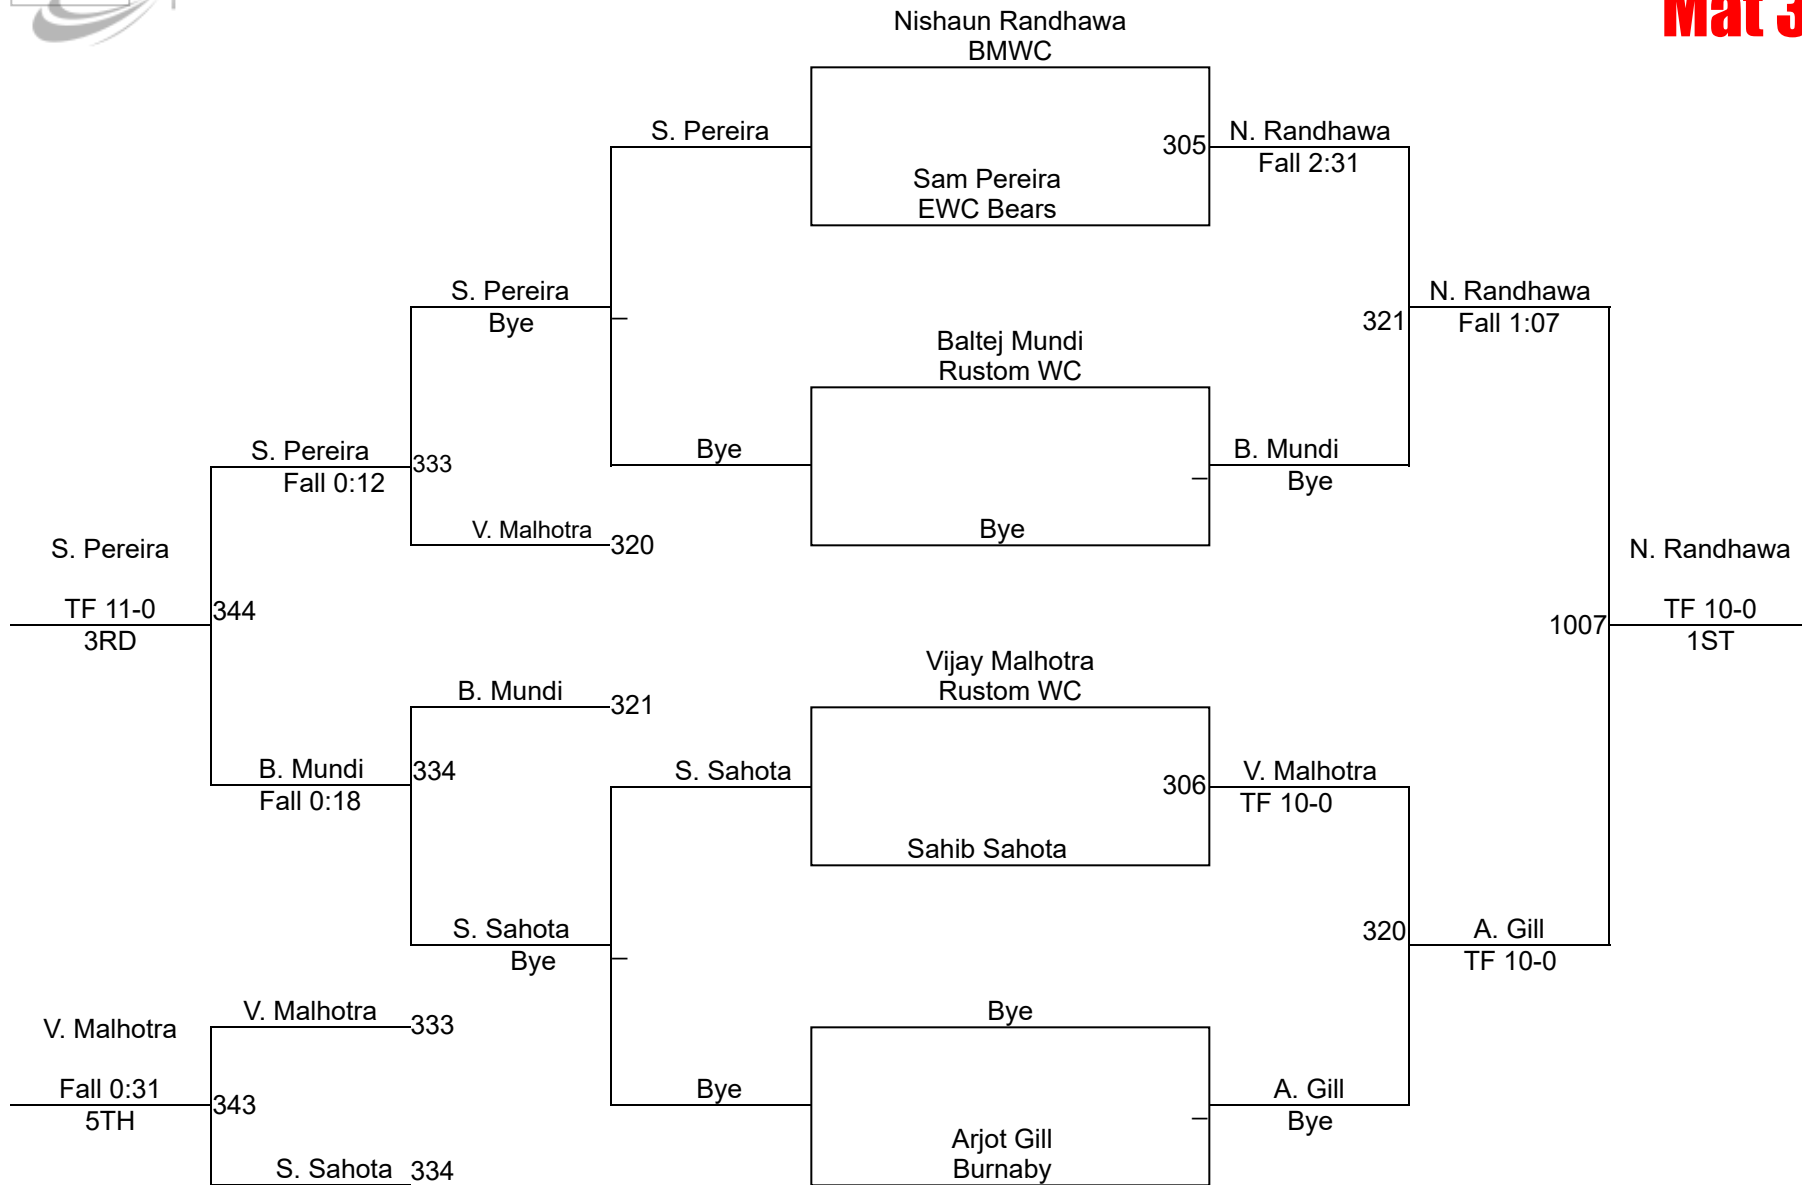 Mat 3
Nishaun Randhawa
BMWC
S. Pereira
305
N. Randhawa
Fall 2:31
Sam Pereira
EWC Bears
S. Pereira
Bye
N. Randhawa
Fall 1:07
321
Baltej Mundi
Rustom WC
S. Pereira
Fall 0:12
333
Bye
B. Mundi
Bye
V. Malhotra
320
Bye
S. Pereira
N. Randhawa
TF 11-0
3RD
344
1007
TF 10-0
1ST
Vijay Malhotra
Rustom WC
B. Mundi
321
B. Mundi
Fall 0:18
334
S. Sahota
306
V. Malhotra
TF 10-0
Sahib Sahota
S. Sahota
Bye
320
A. Gill
TF 10-0
V. Malhotra
V. Malhotra
333
Bye
Fall 0:31
5TH
343
Bye
A. Gill
Bye
Arjot Gill
Burnaby
S. Sahota
334